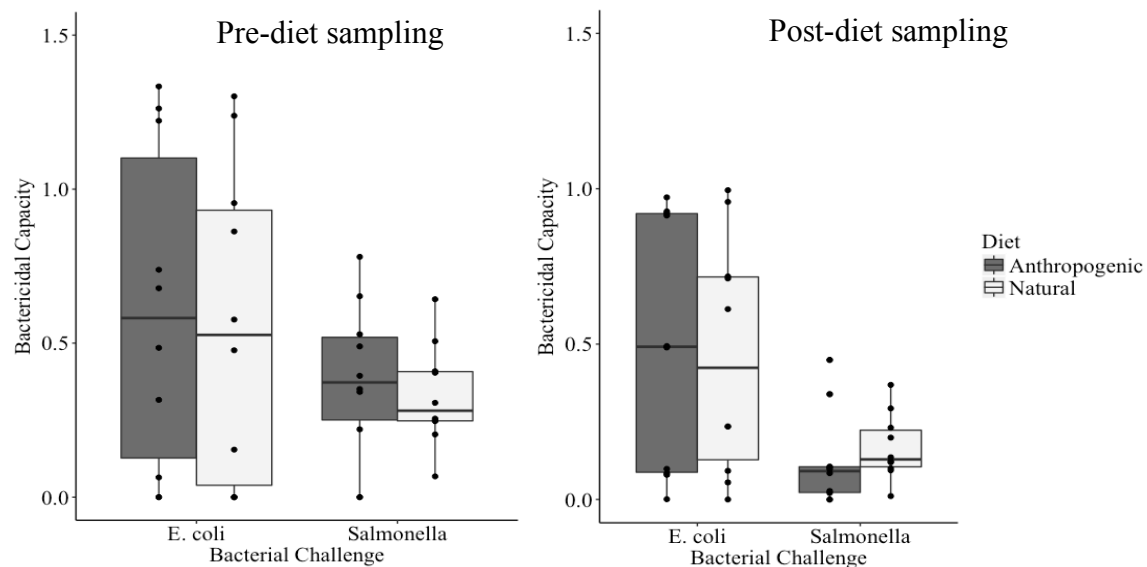 Pre-diet sampling
1.5
1.0
0.5
0.0
Bactericidal Capacity
E. coli
Salmonella
Bacterial Challenge
Post-diet sampling
1.5
1.0
0.5
0.0
Bactericidal Capacity
E. coli
Salmonella
Bacterial Challenge
Diet
Anthropogenic
Natural